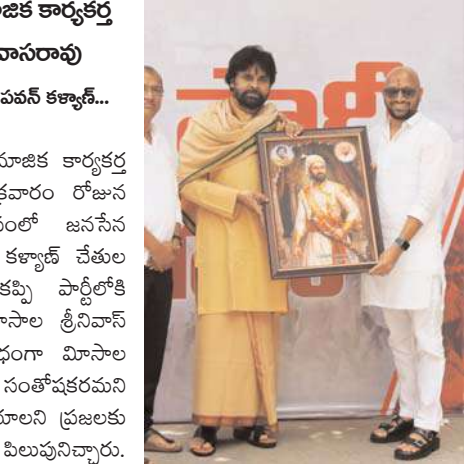 జిక కార్యకర్త
వాసరావు
పవన్ కళ్యాణ్...
మాజిక కార్యకర్త
క్రవారం రోజున
నంలో జనసేన
కళ్యాణ్ చేతుల
కప్పి పార్టీలోకి
సాల శ్రీనివాస్
ధంగా మీసాల
సంతోషకరమని
యాలని ప్రజలకు
పిలుపునిచ్చారు.